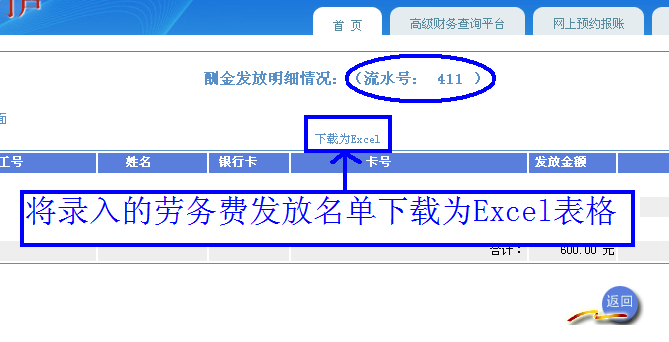 护
首 页 高级财务查询平台 网上预约报账
酬金发放明细情况：（流水号： 411 ）
面
下载为Excel
工号 姓名 银行卡 卡号 发放金额
将录入的劳务费发放名单下载为Excel表格
合计： 600.00 元
返回